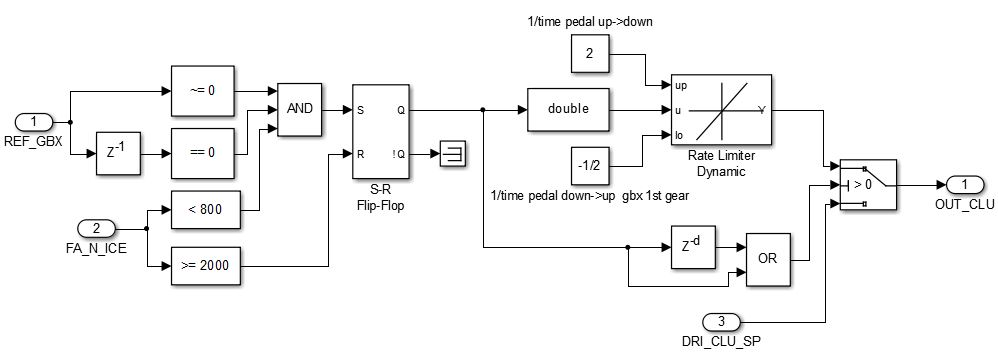 1/time pedal up->down
2
~= 0
up
1
AND
S
Q
double
u
Y
REF_GBX
Z-1
== 0
lo
R
!Q
-1/2
Rate Limiter
Dynamic
S-R
Flip-Flop
> 0
1
OUT_CLU
1/time pedal down->up gbx 1st gear
< 800
2
FA_N_ICE
>= 2000
Z-d
OR
3
DRI_CLU_SP